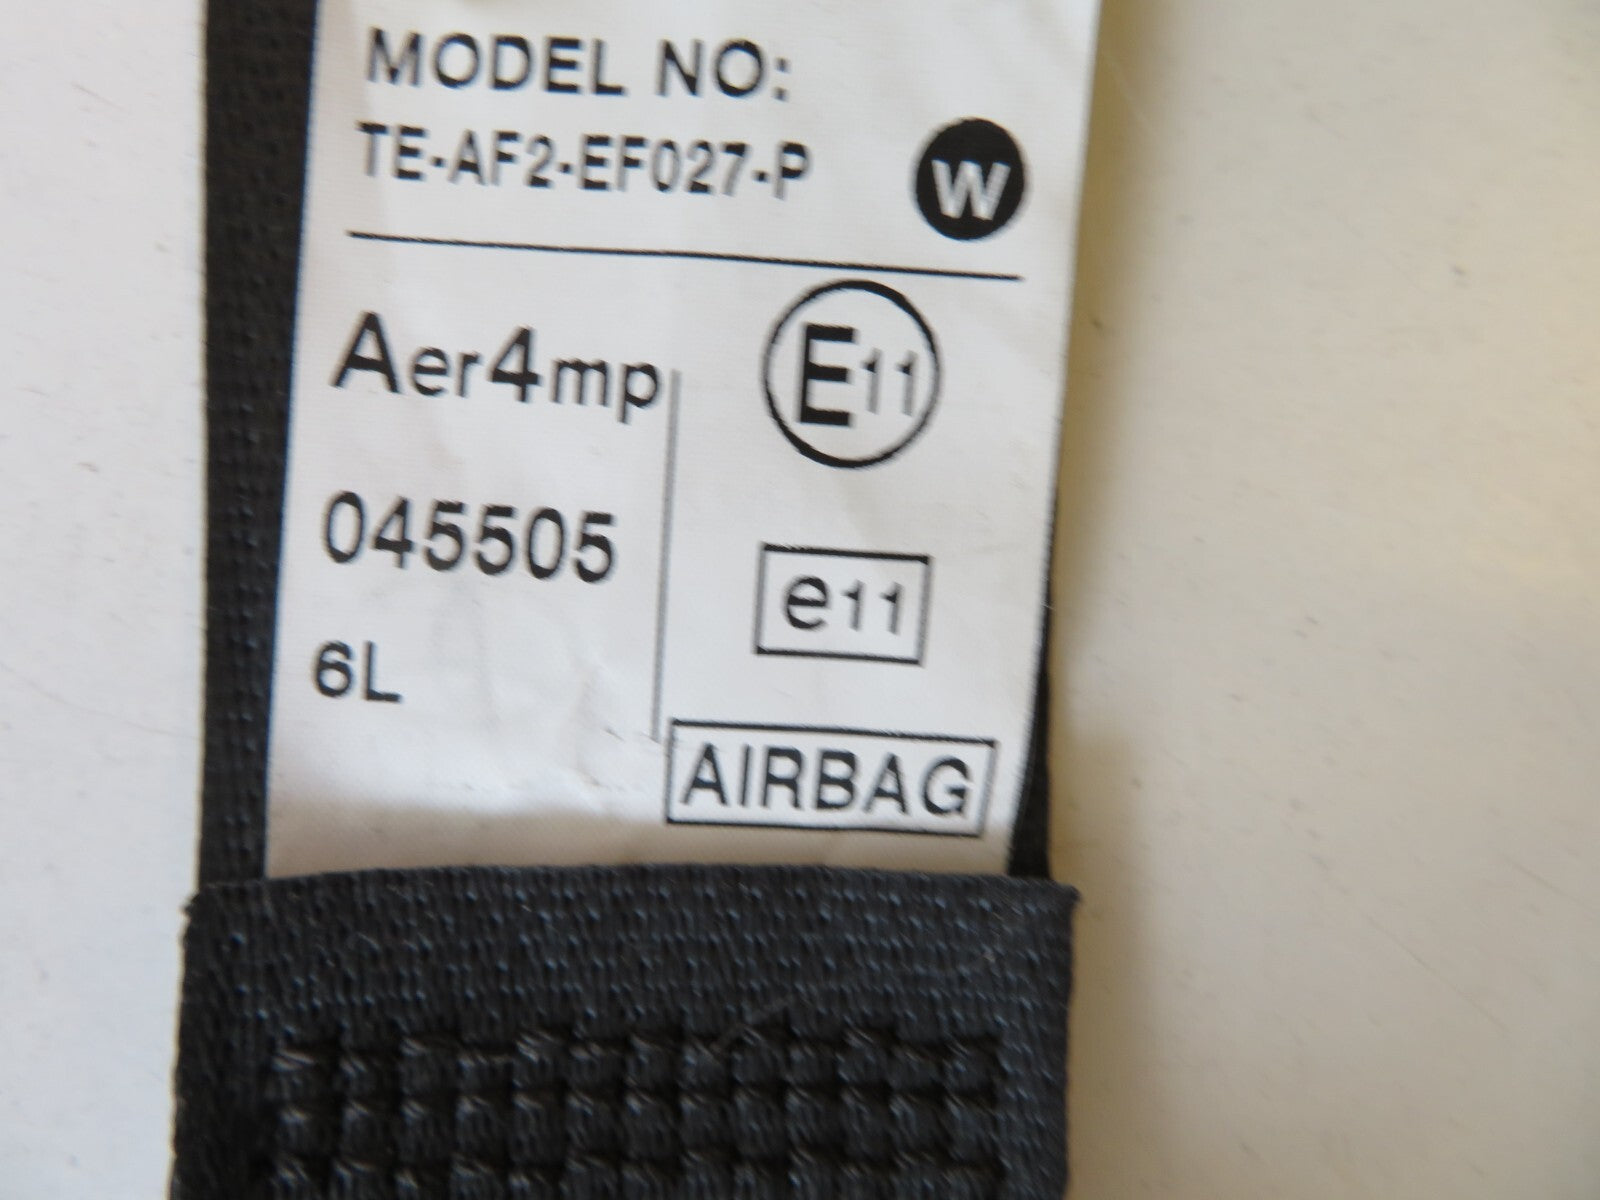 MODEL NO:
TE-AF2-EF027-P
W
Aer4mp
E11
045505
e11
6L
AIRBAG